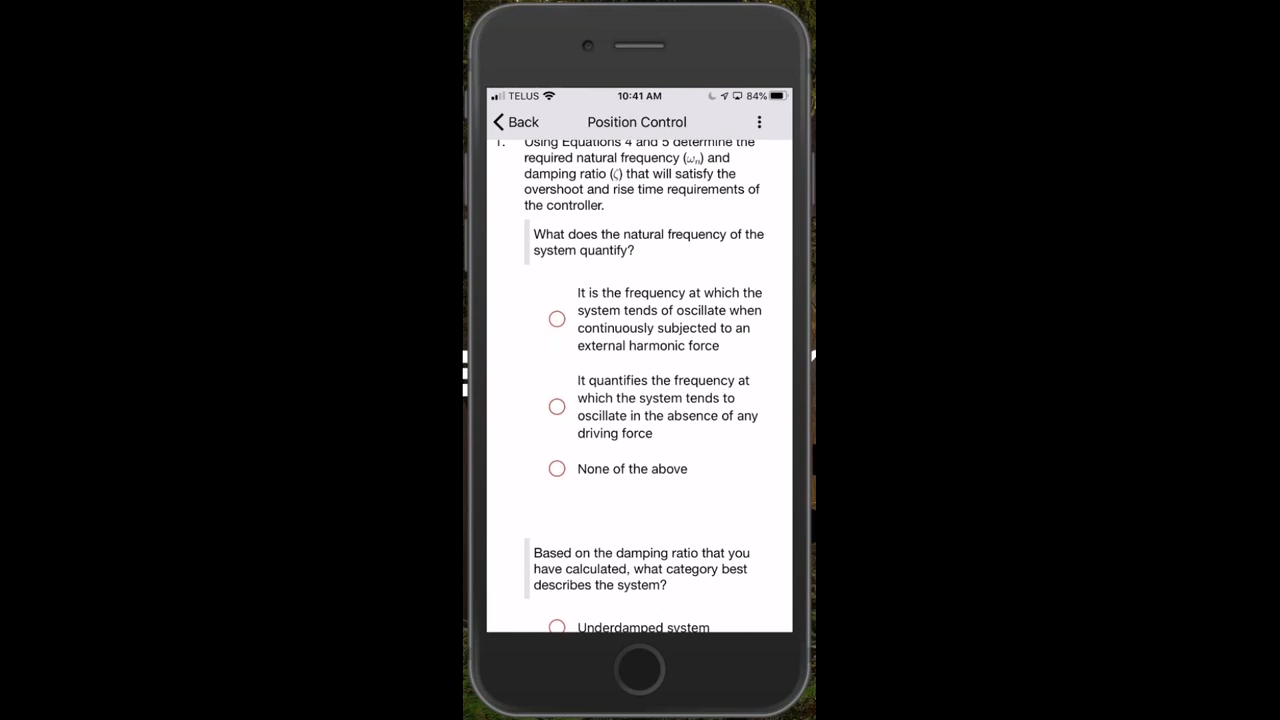 TELUS 10:41 AM 84%
Back Position Control
1. Using Equations 4 and 5 determine the
required natural frequency (ωn) and
damping ratio (ζ) that will satisfy the
overshoot and rise time requirements of
the controller.
What does the natural frequency of the
system quantify?
It is the frequency at which the
system tends of oscillate when
continuously subjected to an
external harmonic force
It quantifies the frequency at
which the system tends to
oscillate in the absence of any
driving force
None of the above
Based on the damping ratio that you
have calculated, what category best
describes the system?
Underdamped system